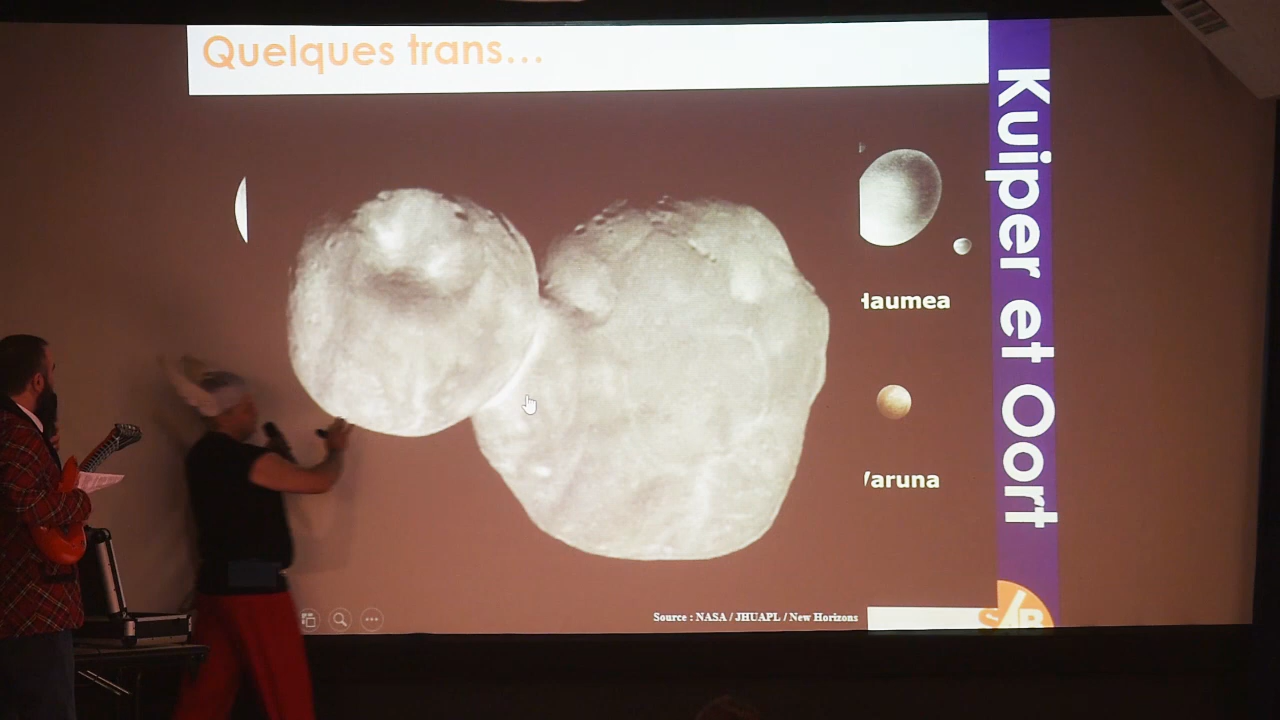 Quelques trans...
Kuiper et Oort
Haumea
Varuna
Source : NASA / JHUAPL / New Horizons